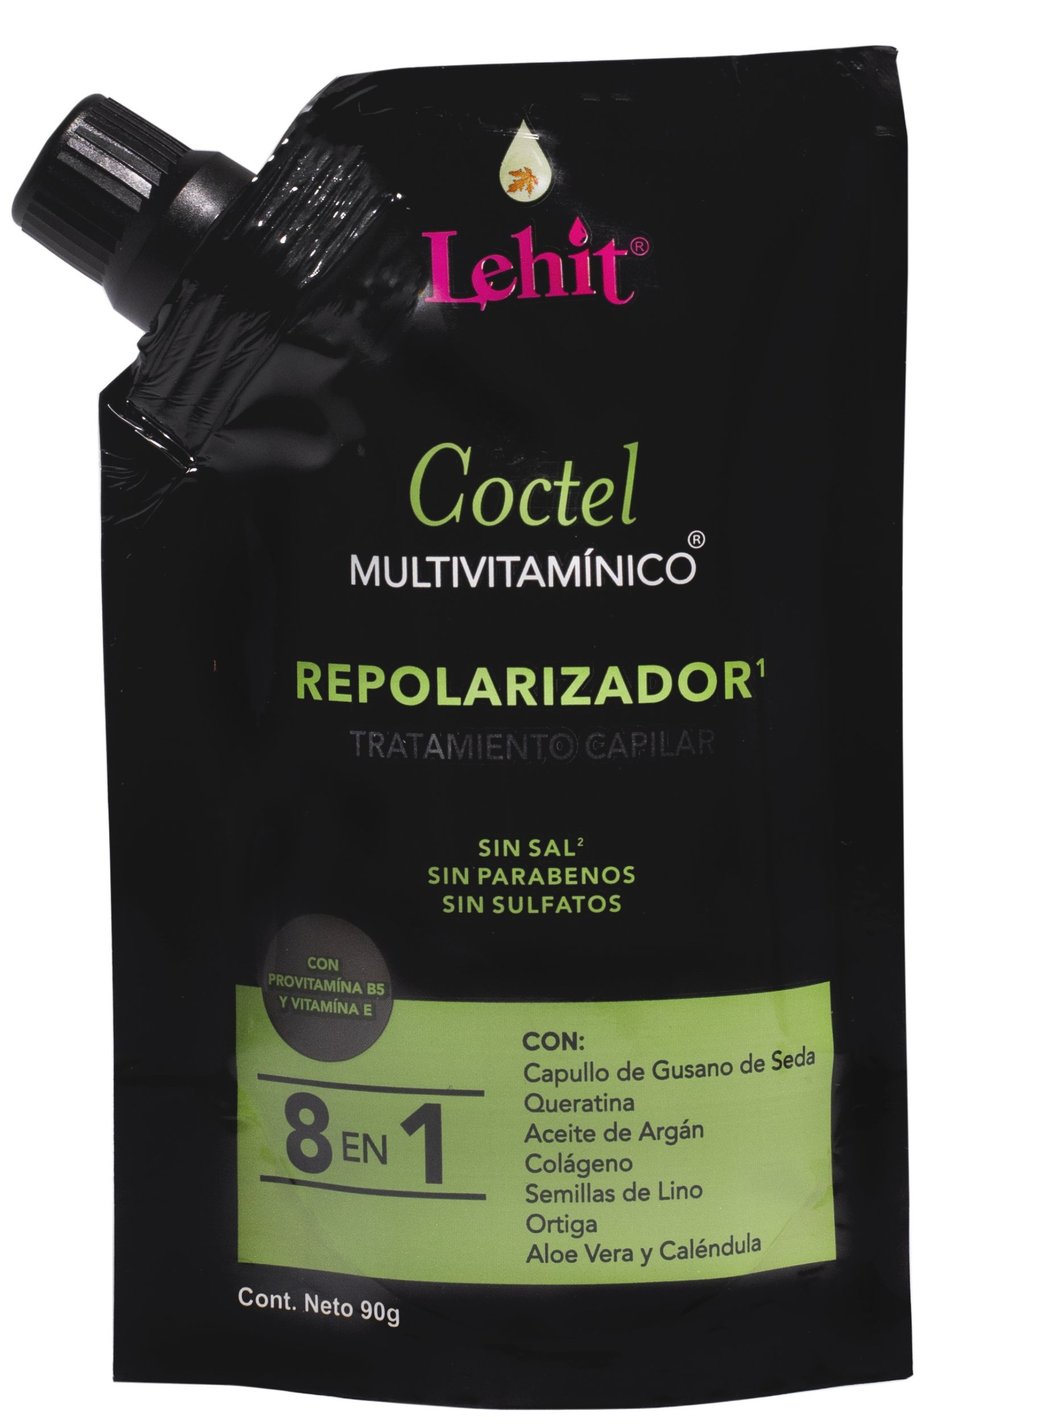 Lehit®
Coctel
MULTIVITAMÍNICO®
REPOLARIZADOR¹
TRATAMIENTO CAPILAR
SIN SAL²
SIN PARABENOS
SIN SULFATOS
CON
PROVITAMÍNA B5
Y VITAMÍNA E
8 EN 1
CON:
Capullo de Gusano de Seda
Queratina
Aceite de Argán
Colágeno
Semillas de Lino
Ortiga
Aloe Vera y Caléndula
Cont. Neto 90g